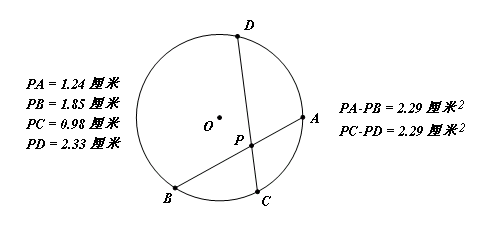 D
PA = 1.24 厘米
PB = 1.85 厘米
PC = 0.98 厘米
PD = 2.33 厘米
O
P
A
PA-PB = 2.29 厘米2
PC-PD = 2.29 厘米2
B
C